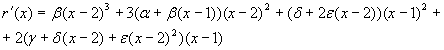 r′(x) = β(x−2)³ + 3(α + β(x−1))(x−2)² + (δ + 2ε(x−2))(x−1)² +
+ 2(γ + δ(x−2) + ε(x−2)²)(x−1)